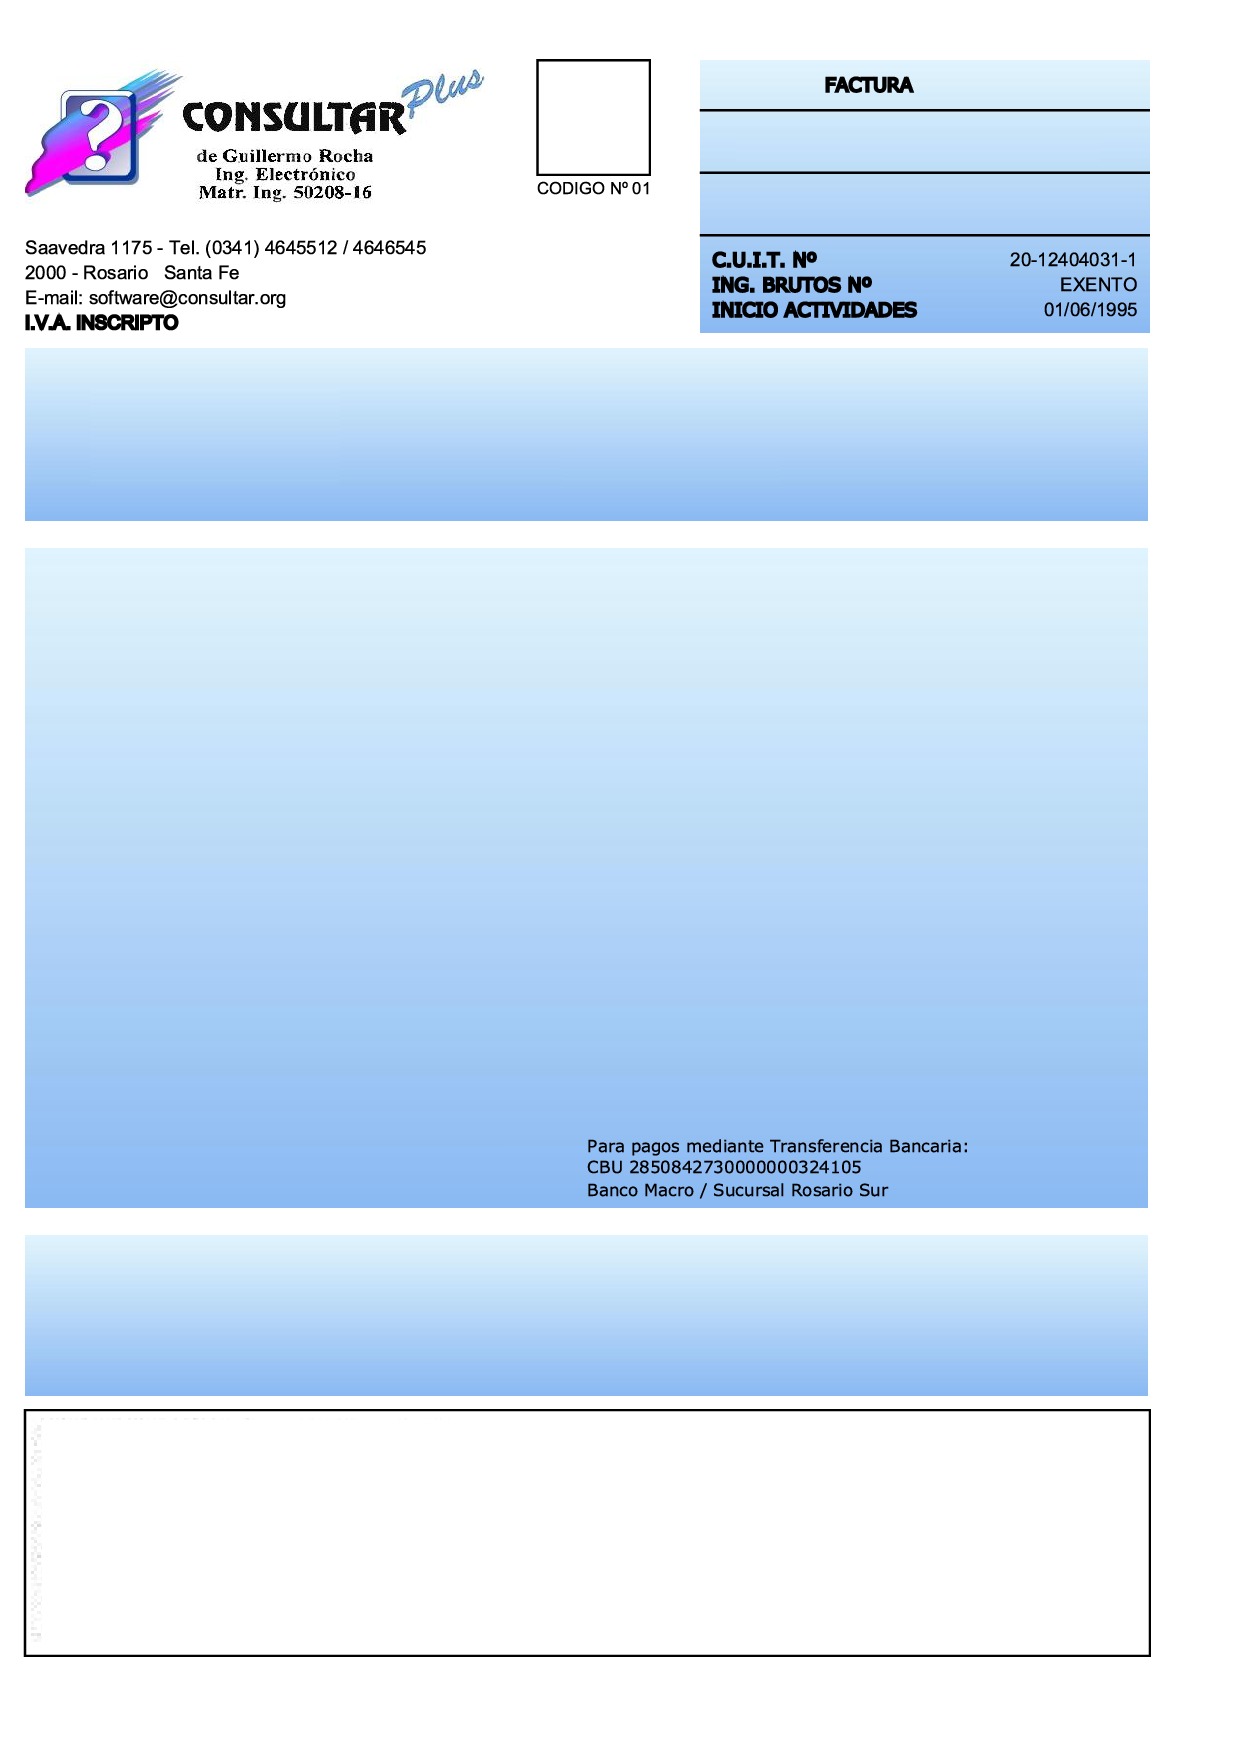 ?
CONSULTAR Plus
de Guillermo Rocha
Ing. Electrónico
Matr. Ing. 50208-16
CODIGO Nº 01
FACTURA
Saavedra 1175 - Tel. (0341) 4645512 / 4646545
2000 - Rosario   Santa Fe
E-mail: software@consultar.org
I.V.A. INSCRIPTO
C.U.I.T. Nº 20-12404031-1
ING. BRUTOS Nº EXENTO
INICIO ACTIVIDADES 01/06/1995
Para pagos mediante Transferencia Bancaria:
CBU 2850842730000000324105
Banco Macro / Sucursal Rosario Sur